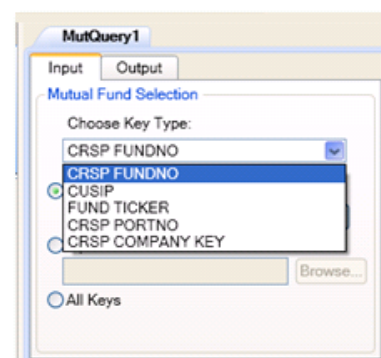 MutQuery1
Input Output
Mutual Fund Selection
Choose Key Type:
CRSP FUNDNO
CRSP FUNDNO
CUSIP
FUND TICKER
CRSP PORTNO
CRSP COMPANY KEY
Browse...
All Keys